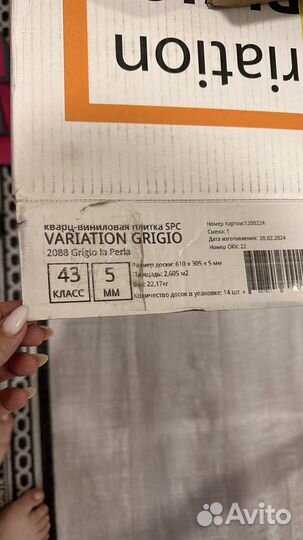 riation
кварц-виниловая плитка SPC
VARIATION GRIGIO
2088 Grigio la Perla
43
КЛАСС
5
ММ
Номер партии:1200224
Смена: 1
Дата изготовления: 20.02.2024
Номер ОКК: 22
Размер доски: 610 x 305 x 5 мм
Площадь: 2,605 м2
Вес: 22,17кг
Количество досок в упаковке: 14 шт
Avito